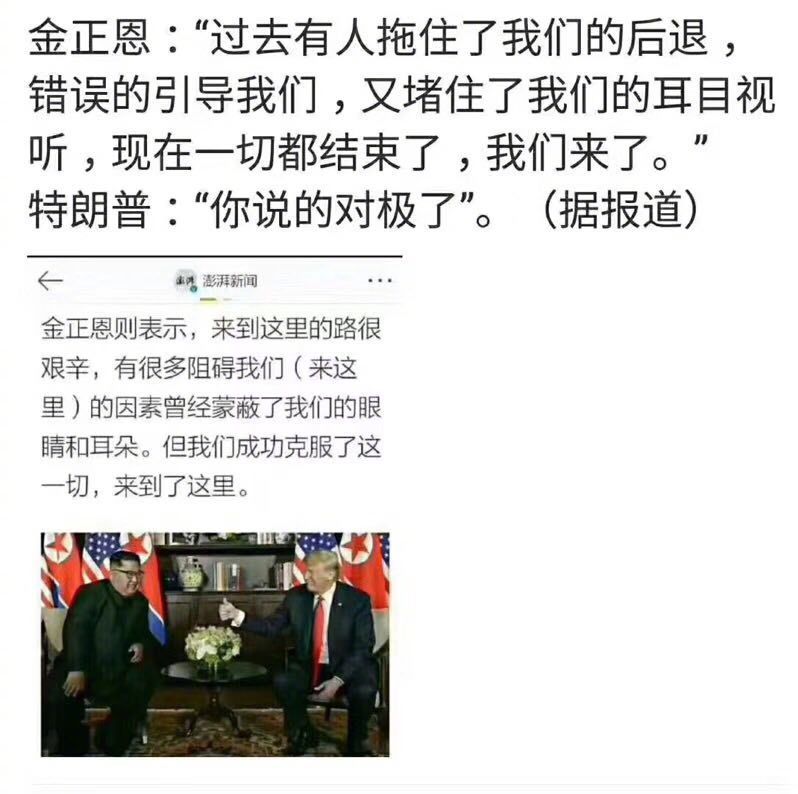 金正恩：“过去有人拖住了我们的后退，
错误的引导我们，又堵住了我们的耳目视
听，现在一切都结束了，我们来了。”
特朗普：“你说的对极了”。（据报道）
澎湃新闻
金正恩则表示，来到这里的路很
艰辛，有很多阻碍我们（来这
里）的因素曾经蒙蔽了我们的眼
睛和耳朵。但我们成功克服了这
一切，来到了这里。